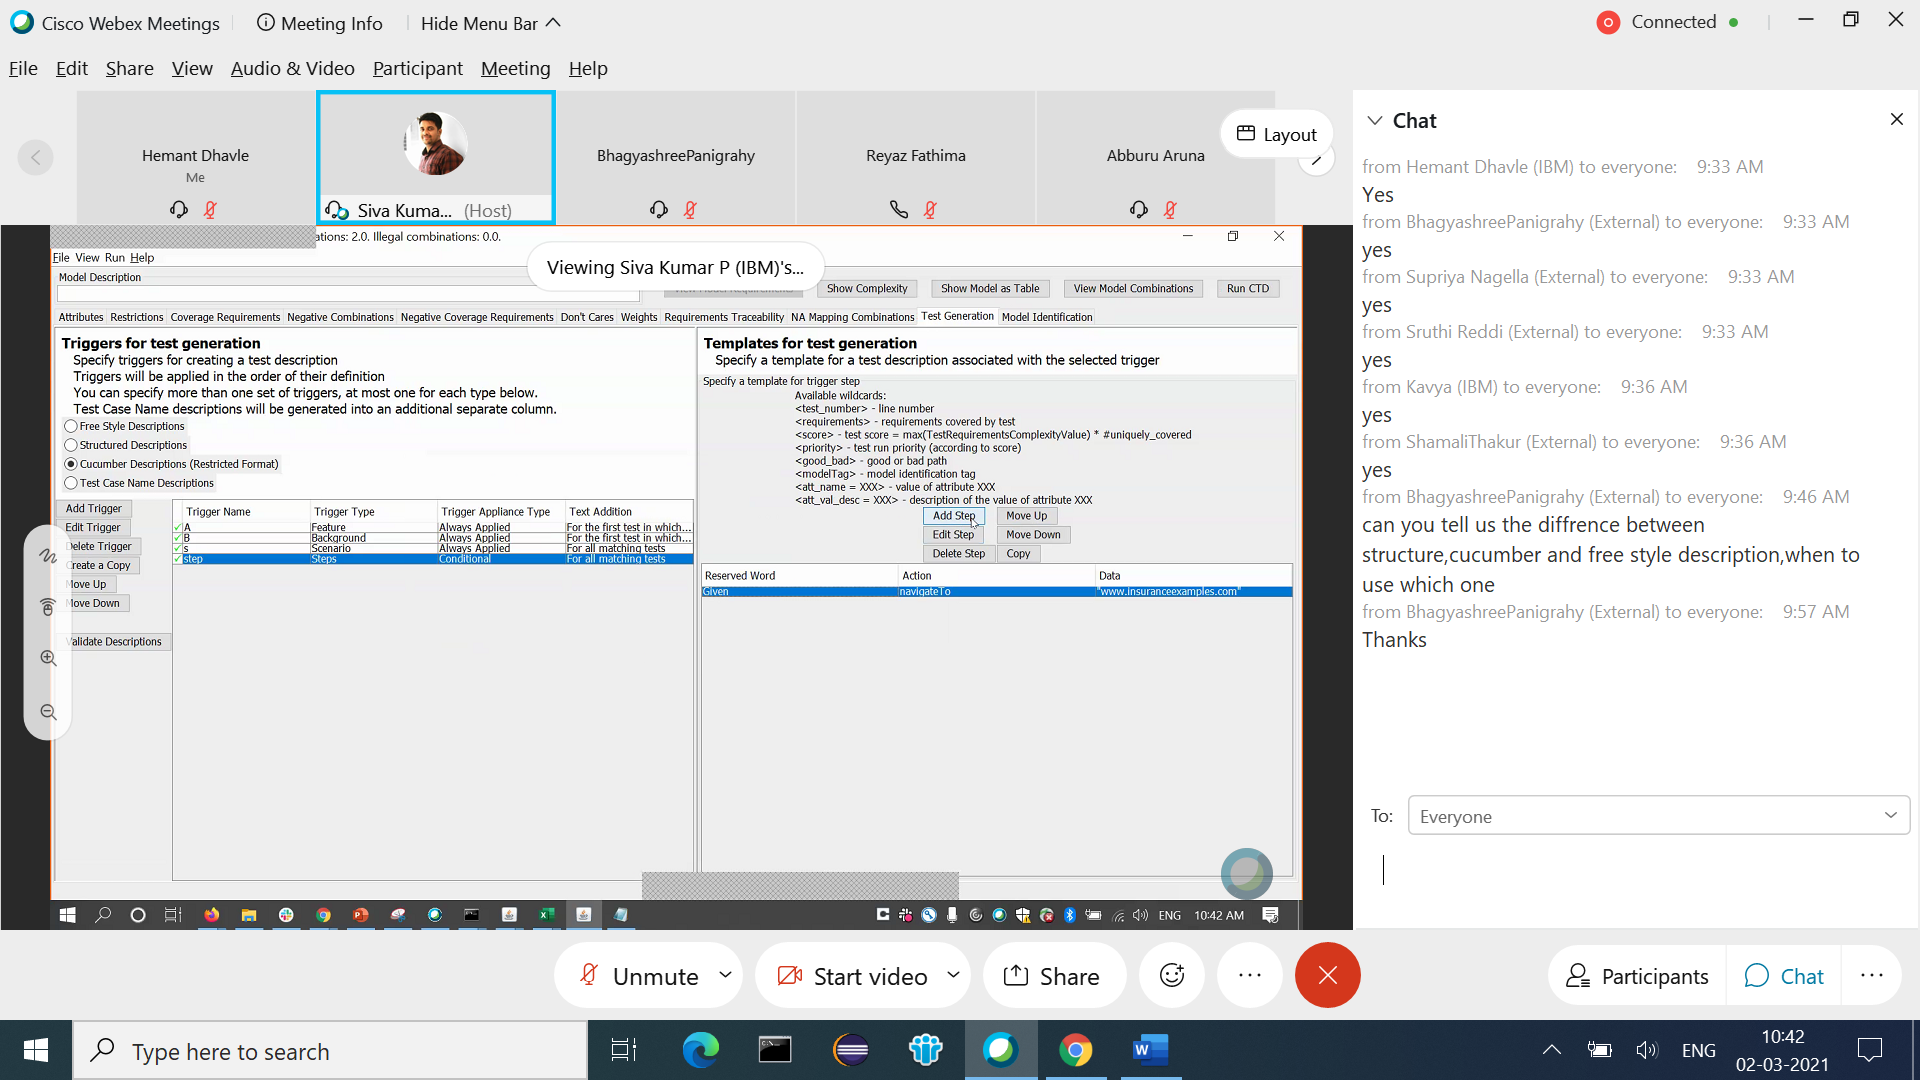 Cisco Webex Meetings
Meeting Info
Hide Menu Bar
Connected
File Edit Share View Audio & Video Participant Meeting Help
Hemant Dhavle
Me
Siva Kuma... (Host)
BhagyashreePanigrahy
Reyaz Fathima
Abburu Aruna
Layout
ations: 2.0. Illegal combinations: 0.0.
File View Run Help
Viewing Siva Kumar P (IBM)'s...
Model Description
Show Complexity
Show Model as Table
View Model Combinations
Run CTD
Attributes Restrictions Coverage Requirements Negative Combinations Negative Coverage Requirements Don't Cares Weights Requirements Traceability NA Mapping Combinations Test Generation Model Identification
Triggers for test generation
Specify triggers for creating a test description
Triggers will be applied in the order of their definition
You can specify more than one set of triggers, at most one for each type below.
Test Case Name descriptions will be generated into an additional separate column.
Free Style Descriptions
Structured Descriptions
Cucumber Descriptions (Restricted Format)
Test Case Name Descriptions
Add Trigger
Edit Trigger
Delete Trigger
Create a Copy
Move Up
Move Down
Validate Descriptions
Trigger Name Trigger Type Trigger Appliance Type Text Addition
A Feature Always Applied For the first test in which...
B Background Always Applied For the first test in which...
s Scenario Always Applied For all matching tests
step Steps Conditional For all matching tests
Templates for test generation
Specify a template for a test description associated with the selected trigger
Specify a template for trigger step
Available wildcards:
<test_number> - line number
<requirements> - requirements covered by test
<score> - test score = max(TestRequirementsComplexityValue) * #uniquely_covered
<priority> - test run priority (according to score)
<good_bad> - good or bad path
<modelTag> - model identification tag
<att_name = XXX> - value of attribute XXX
<att_val_desc = XXX> - description of the value of attribute XXX
Add Step Move Up
Edit Step Move Down
Delete Step Copy
Reserved Word Action Data
Given navigateTo "www.insuranceexamples.com"
ENG 10:42 AM
Chat
from Hemant Dhavle (IBM) to everyone: 9:33 AM
Yes
from BhagyashreePanigrahy (External) to everyone: 9:33 AM
yes
from Supriya Nagella (External) to everyone: 9:33 AM
yes
from Sruthi Reddi (External) to everyone: 9:33 AM
yes
from Kavya (IBM) to everyone: 9:36 AM
yes
from ShamaliThakur (External) to everyone: 9:36 AM
yes
from BhagyashreePanigrahy (External) to everyone: 9:46 AM
can you tell us the diffrence between
structure,cucumber and free style description,when to
use which one
from BhagyashreePanigrahy (External) to everyone: 9:57 AM
Thanks
To: Everyone
Unmute
Start video
Share
Participants
Chat
Type here to search
ENG
10:42
02-03-2021